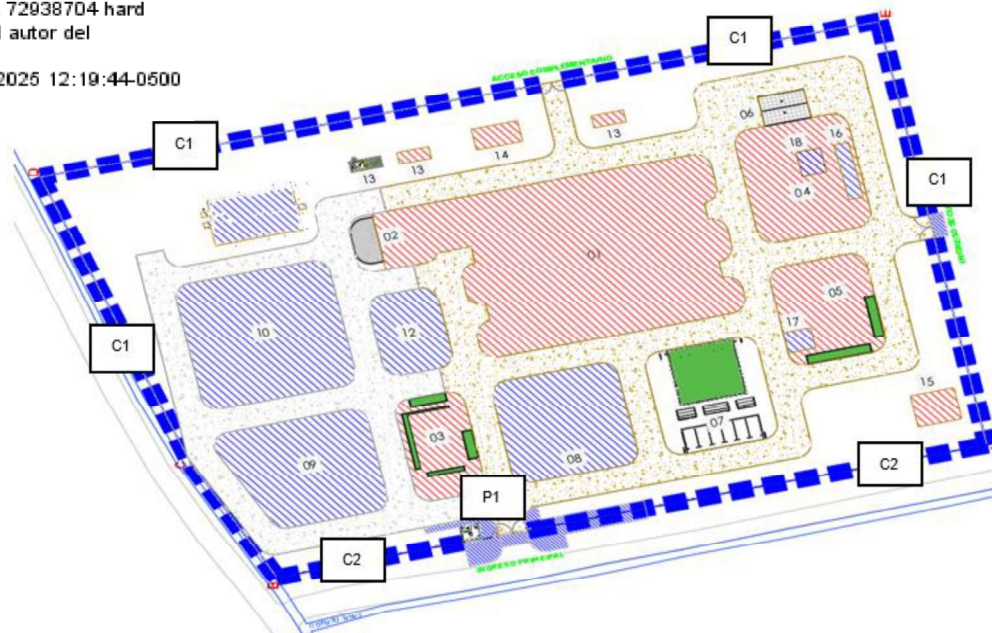 72938704 hard
autor del
2025 12:19:44-0500
E
C1
ACCESO COMPLEMENTARIO
06
13
16
C1
18
14
13
13
C1
04
02
01
05
10
12
17
C1
15
07
03
09
08
C2
P1
C2
INGRESO PRINCIPAL